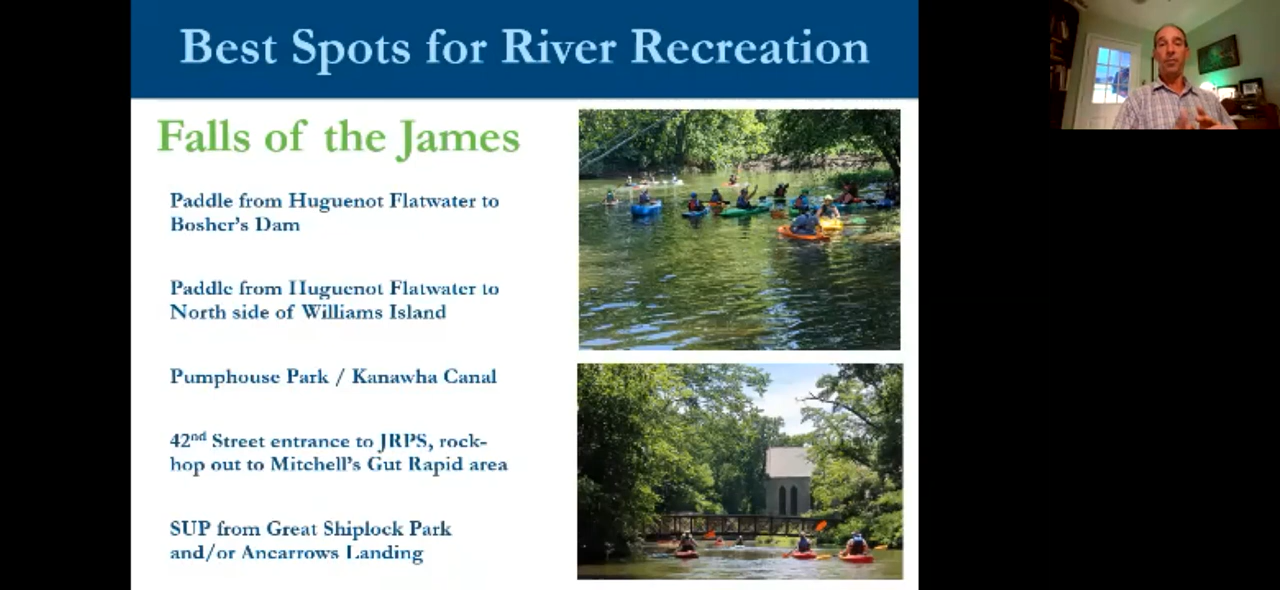 Best Spots for River Recreation
Falls of the James
Paddle from Huguenot Flatwater to
Bosher's Dam
Paddle from Huguenot Flatwater to
North side of Williams Island
Pumphouse Park / Kanawha Canal
42nd Street entrance to JRPS, rock-
hop out to Mitchell's Gut Rapid area
SUP from Great Shiplock Park
and/or Ancarrows Landing